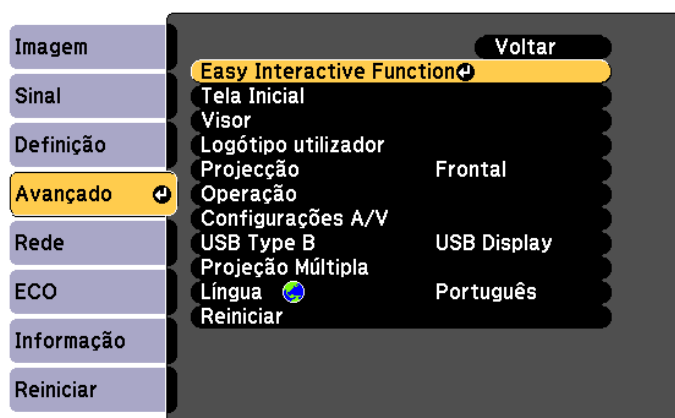 Imagem
Sinal
Definição
Avançado
Rede
ECO
Informação
Reiniciar
Voltar
Easy Interactive Function
Tela Inicial
Visor
Logótipo utilizador
Projecção Frontal
Operação
Configurações A/V
USB Type B USB Display
Projeção Múltipla
Língua Português
Reiniciar